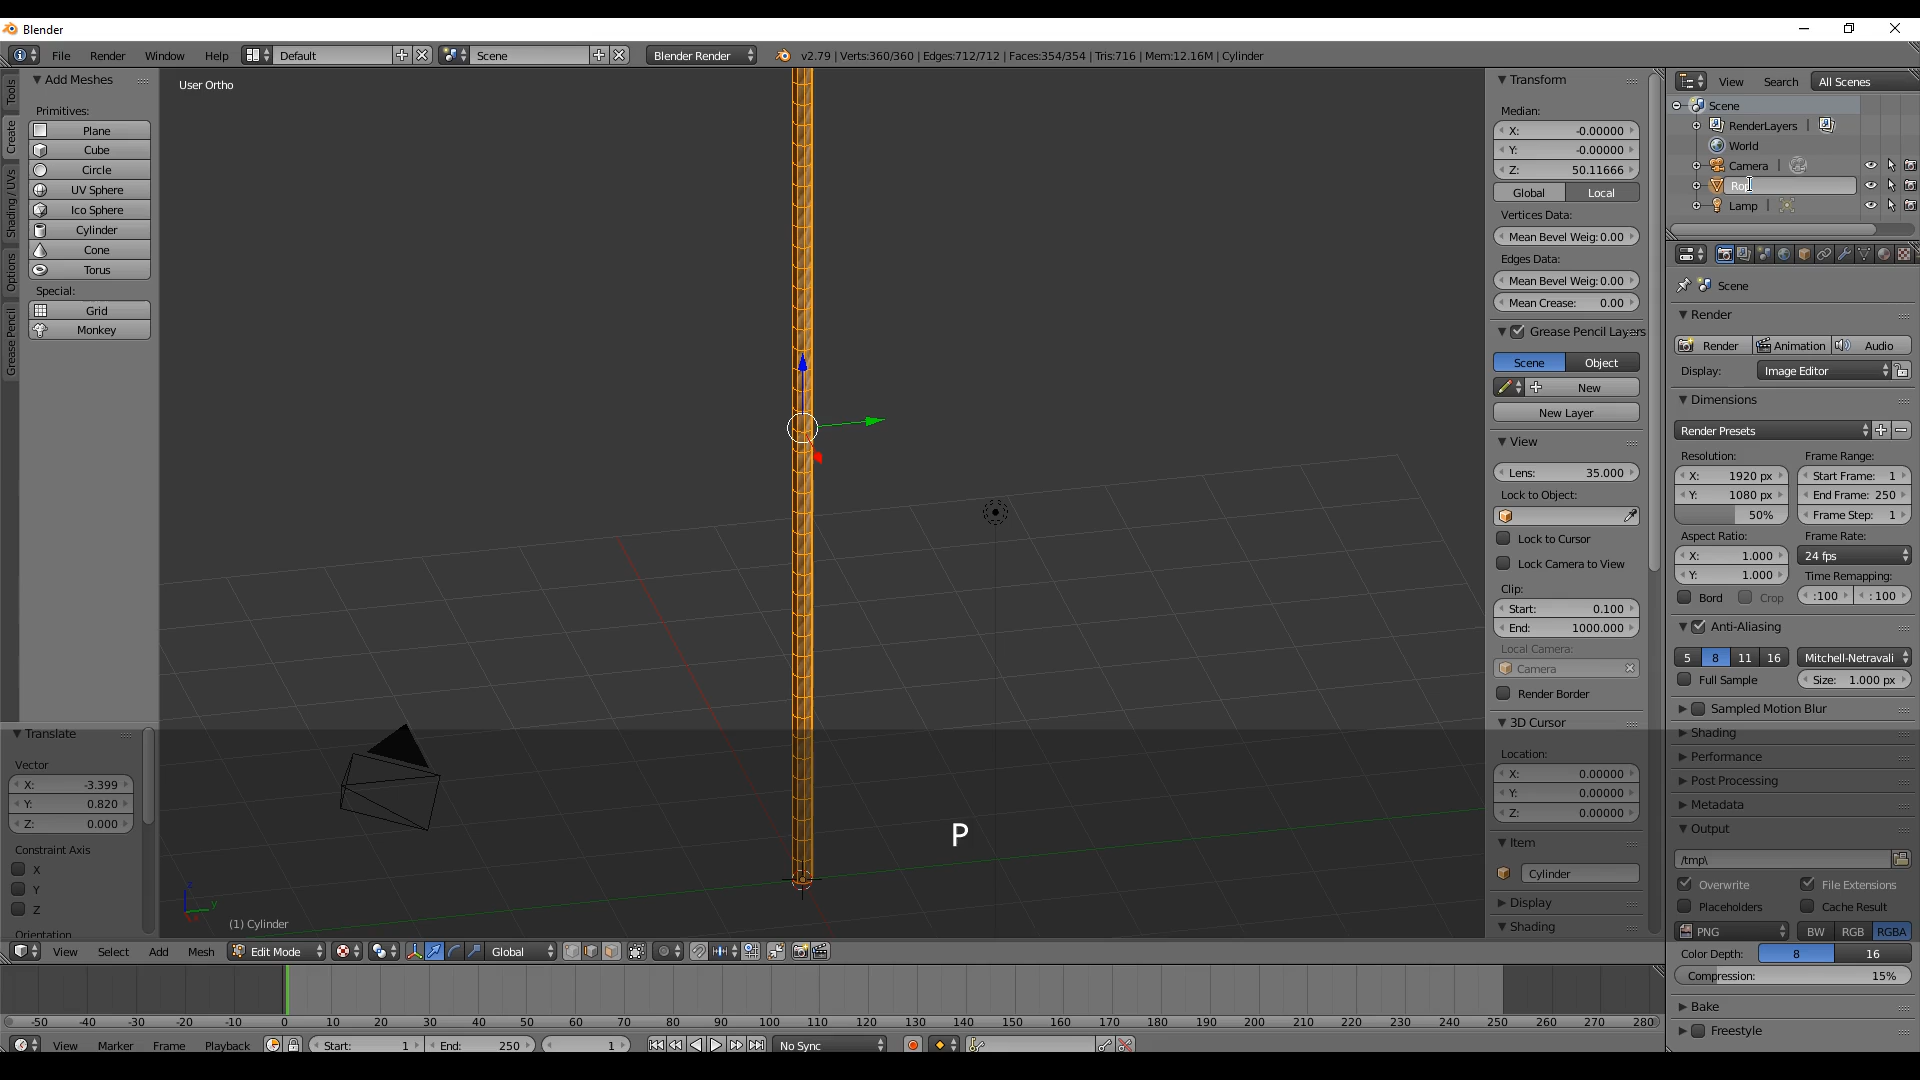 Blender
File Render Window Help Default Scene Blender Render v2.79 | Verts:360/360 | Edges:712/712 | Faces:354/354 | Tris:716 | Mem:12.16M | Cylinder
Tools
Create
Shading / UVs
Options
Grease Pencil
Add Meshes
Primitives:
Plane
Cube
Circle
UV Sphere
Ico Sphere
Cylinder
Cone
Torus
Special:
Grid
Monkey
Translate
Vector
X: -3.399
Y: 0.820
Z: 0.000
Constraint Axis
X
Y
Z
Orientation
User Ortho
P
z
y
(1) Cylinder
Transform
Median:
X: -0.00000
Y: -0.00000
Z: 50.11666
Global Local
Vertices Data:
Mean Bevel Weig: 0.00
Edges Data:
Mean Bevel Weig: 0.00
Mean Crease: 0.00
Grease Pencil Layers
Scene Object
New
New Layer
View
Lens: 35.000
Lock to Object:
Lock to Cursor
Lock Camera to View
Clip:
Start: 0.100
End: 1000.000
Local Camera:
Camera
Render Border
3D Cursor
Location:
X: 0.00000
Y: 0.00000
Z: 0.00000
Item
Cylinder
Display
Shading
View Search All Scenes
Scene
RenderLayers
World
Camera
Lamp
Scene
Render
Render Animation Audio
Display: Image Editor
Dimensions
Render Presets
Resolution: Frame Range:
X: 1920 px Start Frame: 1
Y: 1080 px End Frame: 250
50% Frame Step: 1
Aspect Ratio: Frame Rate:
X: 1.000 24 fps
Y: 1.000 Time Remapping:
Bord Crop :100 :100
Anti-Aliasing
5 8 11 16 Mitchell-Netravali
Full Sample Size: 1.000 px
Sampled Motion Blur
Shading
Performance
Post Processing
Metadata
Output
/tmp\
Overwrite File Extensions
Placeholders Cache Result
PNG BW RGB RGBA
Color Depth: 8 16
Compression: 15%
Bake
Freestyle
View Select Add Mesh Edit Mode Global
-50 -40 -30 -20 -10 0 10 20 30 40 50 60 70 80 90 100 110 120 130 140 150 160 170 180 190 200 210 220 230 240 250 260 270 280
View Marker Frame Playback Start: 1 End: 250 1 No Sync